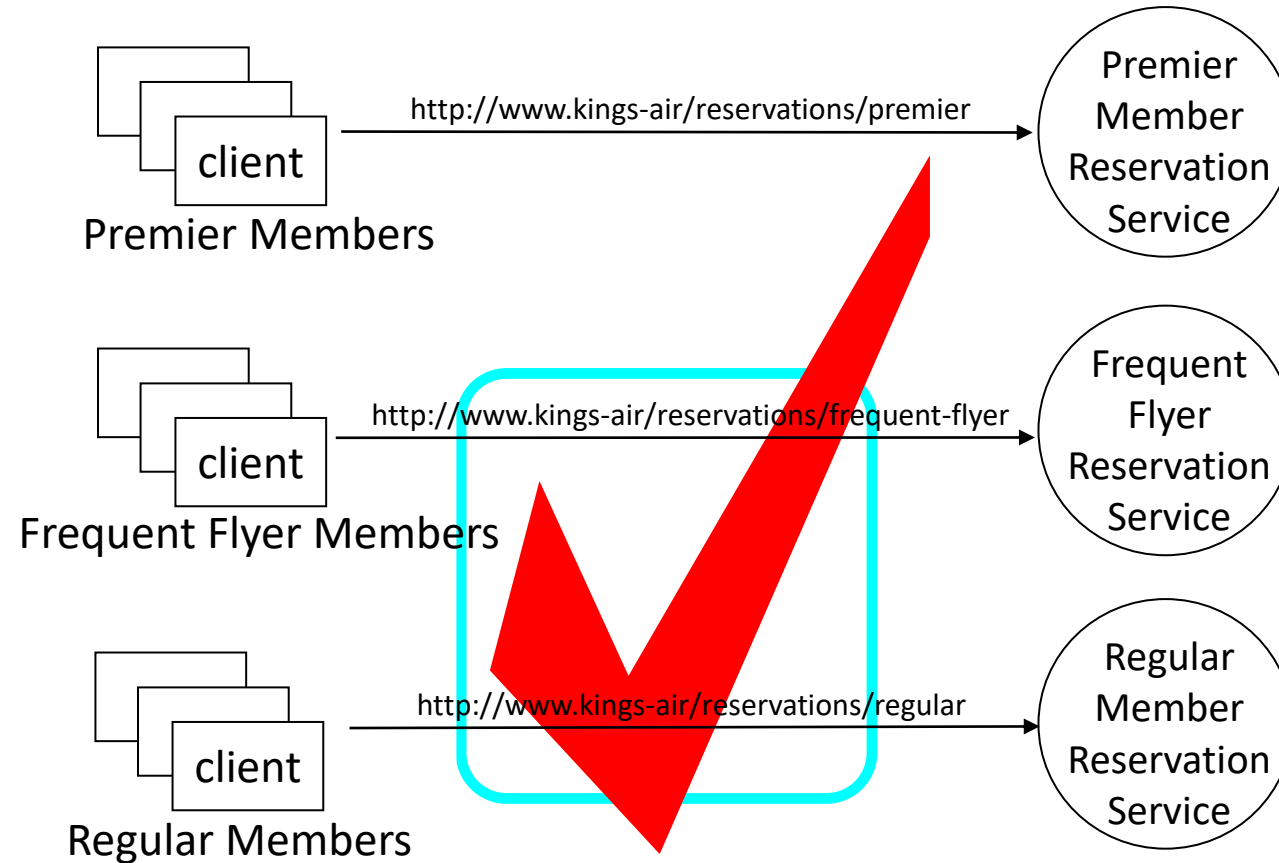 http://www.kings-air/reservations/premier
client
Premier Members
Premier
Member
Reservation
Service
http://www.kings-air/reservations/frequent-flyer
client
Frequent Flyer Members
Frequent
Flyer
Reservation
Service
http://www.kings-air/reservations/regular
client
Regular Members
Regular
Member
Reservation
Service